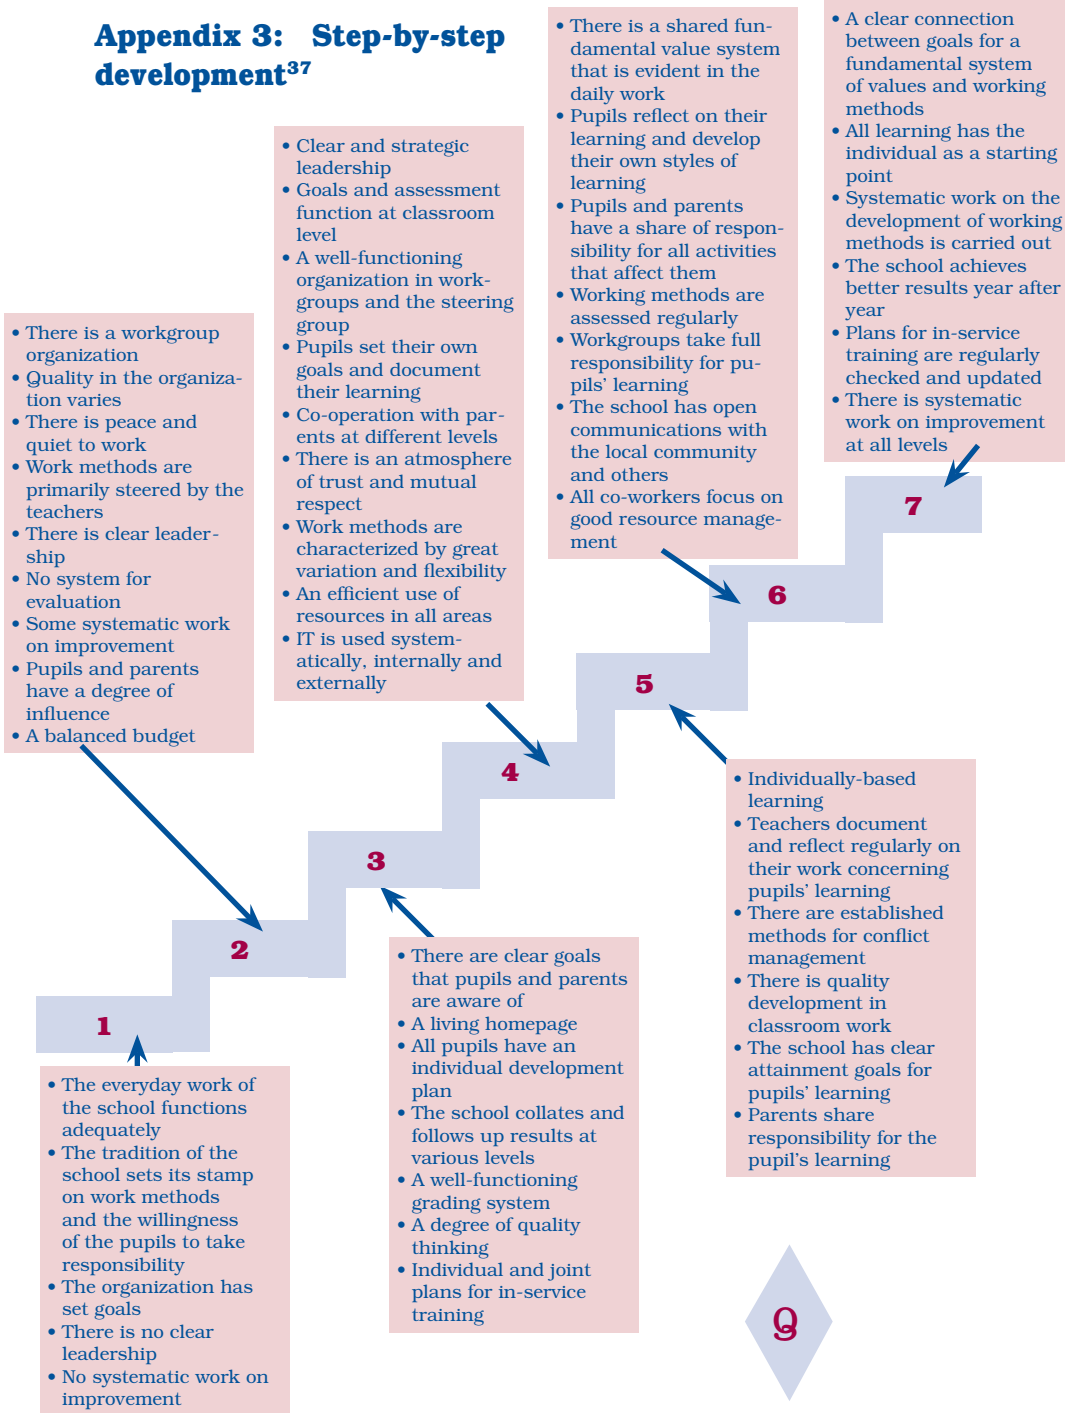 Appendix 3: Step-by-step
development37
• There is a workgroup
organization
• Quality in the organiza-
tion varies
• There is peace and
quiet to work
• Work methods are
primarily steered by the
teachers
• There is clear leader-
ship
• No system for
evaluation
• Some systematic work
on improvement
• Pupils and parents
have a degree of
influence
• A balanced budget
• Clear and strategic
leadership
• Goals and assessment
function at classroom
level
• A well-functioning
organization in work-
groups and the steering
group
• Pupils set their own
goals and document
their learning
• Co-operation with par-
ents at different levels
• There is an atmosphere
of trust and mutual
respect
• Work methods are
characterized by great
variation and flexibility
• An efficient use of
resources in all areas
• IT is used system-
atically, internally and
externally
• There is a shared fun-
damental value system
that is evident in the
daily work
• Pupils reflect on their
learning and develop
their own styles of
learning
• Pupils and parents
have a share of respon-
sibility for all activities
that affect them
• Working methods are
assessed regularly
• Workgroups take full
responsibility for pu-
pils' learning
• The school has open
communications with
the local community
and others
• All co-workers focus on
good resource manage-
ment
• A clear connection
between goals for a
fundamental system
of values and working
methods
• All learning has the
individual as a starting
point
• Systematic work on the
development of working
methods is carried out
• The school achieves
better results year after
year
• Plans for in-service
training are regularly
checked and updated
• There is systematic
work on improvement
at all levels
7
6
5
4
3
2
1
• The everyday work of
the school functions
adequately
• The tradition of the
school sets its stamp
on work methods
and the willingness
of the pupils to take
responsibility
• The organization has
set goals
• There is no clear
leadership
• No systematic work on
improvement
• There are clear goals
that pupils and parents
are aware of
• A living homepage
• All pupils have an
individual development
plan
• The school collates and
follows up results at
various levels
• A well-functioning
grading system
• A degree of quality
thinking
• Individual and joint
plans for in-service
training
• Individually-based
learning
• Teachers document
and reflect regularly on
their work concerning
pupils' learning
• There are established
methods for conflict
management
• There is quality
development in
classroom work
• The school has clear
attainment goals for
pupils' learning
• Parents share
responsibility for the
pupil's learning